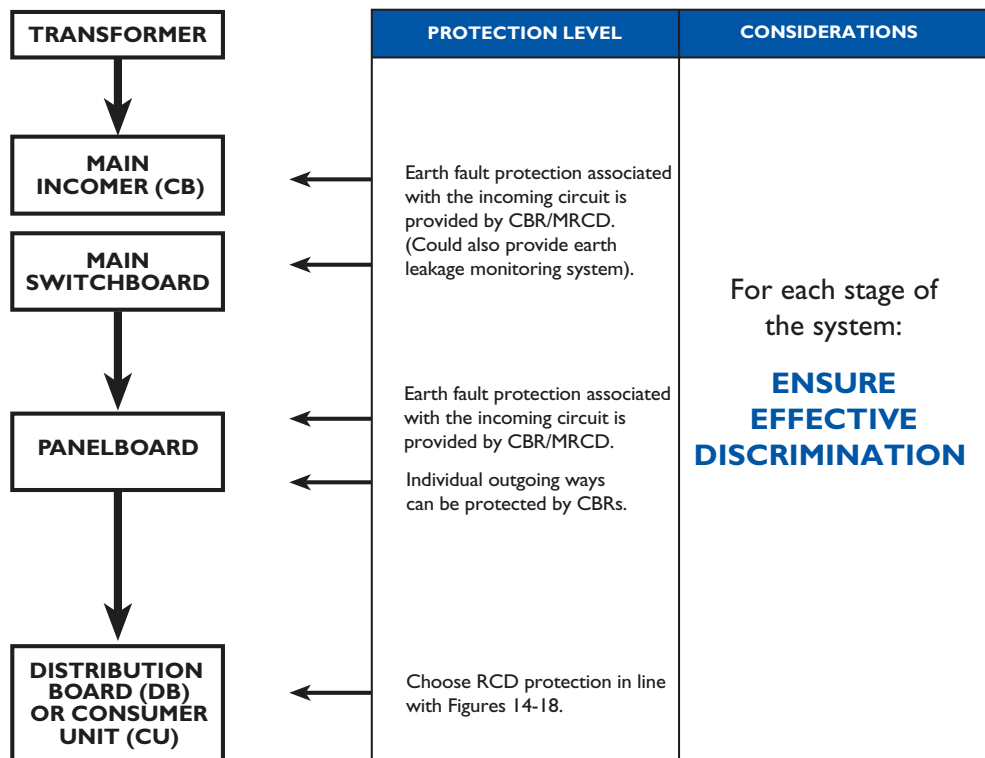 TRANSFORMER
PROTECTION LEVEL
CONSIDERATIONS
MAIN
INCOMER (CB)
Earth fault protection associated
with the incoming circuit is
provided by CBR/MRCD.
(Could also provide earth
leakage monitoring system).
MAIN
SWITCHBOARD
For each stage of
the system:
ENSURE
EFFECTIVE
DISCRIMINATION
PANELBOARD
Earth fault protection associated
with the incoming circuit is
provided by CBR/MRCD.
Individual outgoing ways
can be protected by CBRs.
DISTRIBUTION
BOARD (DB)
OR CONSUMER
UNIT (CU)
Choose RCD protection in line
with Figures 14-18.